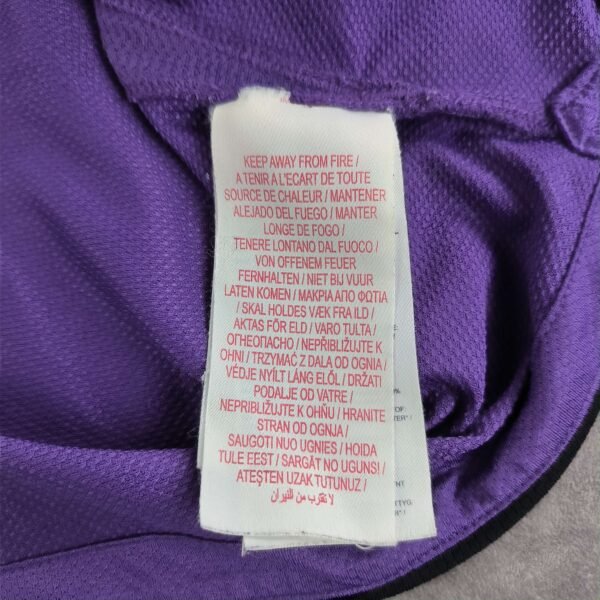 KEEP AWAY FROM FIRE /
A TENIR A L'ECART DE TOUTE
SOURCE DE CHALEUR / MANTENER
ALEJADO DEL FUEGO / MANTER
LONGE DE FOGO /
TENERE LONTANO DAL FUOCO /
VON OFFENEM FEUER
FERNHALTEN / NIET BIJ VUUR
LATEN KOMEN / ΜΑΚΡΙΑ ΑΠΟ ΦΩΤΙΑ
/ SKAL HOLDES VÆK FRA ILD /
AKTAS FÖR ELD / VARO TULTA /
ОГНЕОПАСНО / NEPŘIBLIŽUJTE K
OHNI / TRZYMAĆ Z DALA OD OGNIA /
VÉDJE NYÍLT LÁNG ELŐL / DRŽATI
PODALJE OD VATRE /
NEPRIBLIŽUJTE K OHŇU / HRANITE
STRAN OD OGNJA /
SAUGOTI NUO UGNIES / HOIDA
TULE EEST / SARGĀT NO UGUNS!
ATEŞTEN UZAK TUTUNUZ /
لا تقترب من النيران
%
OF